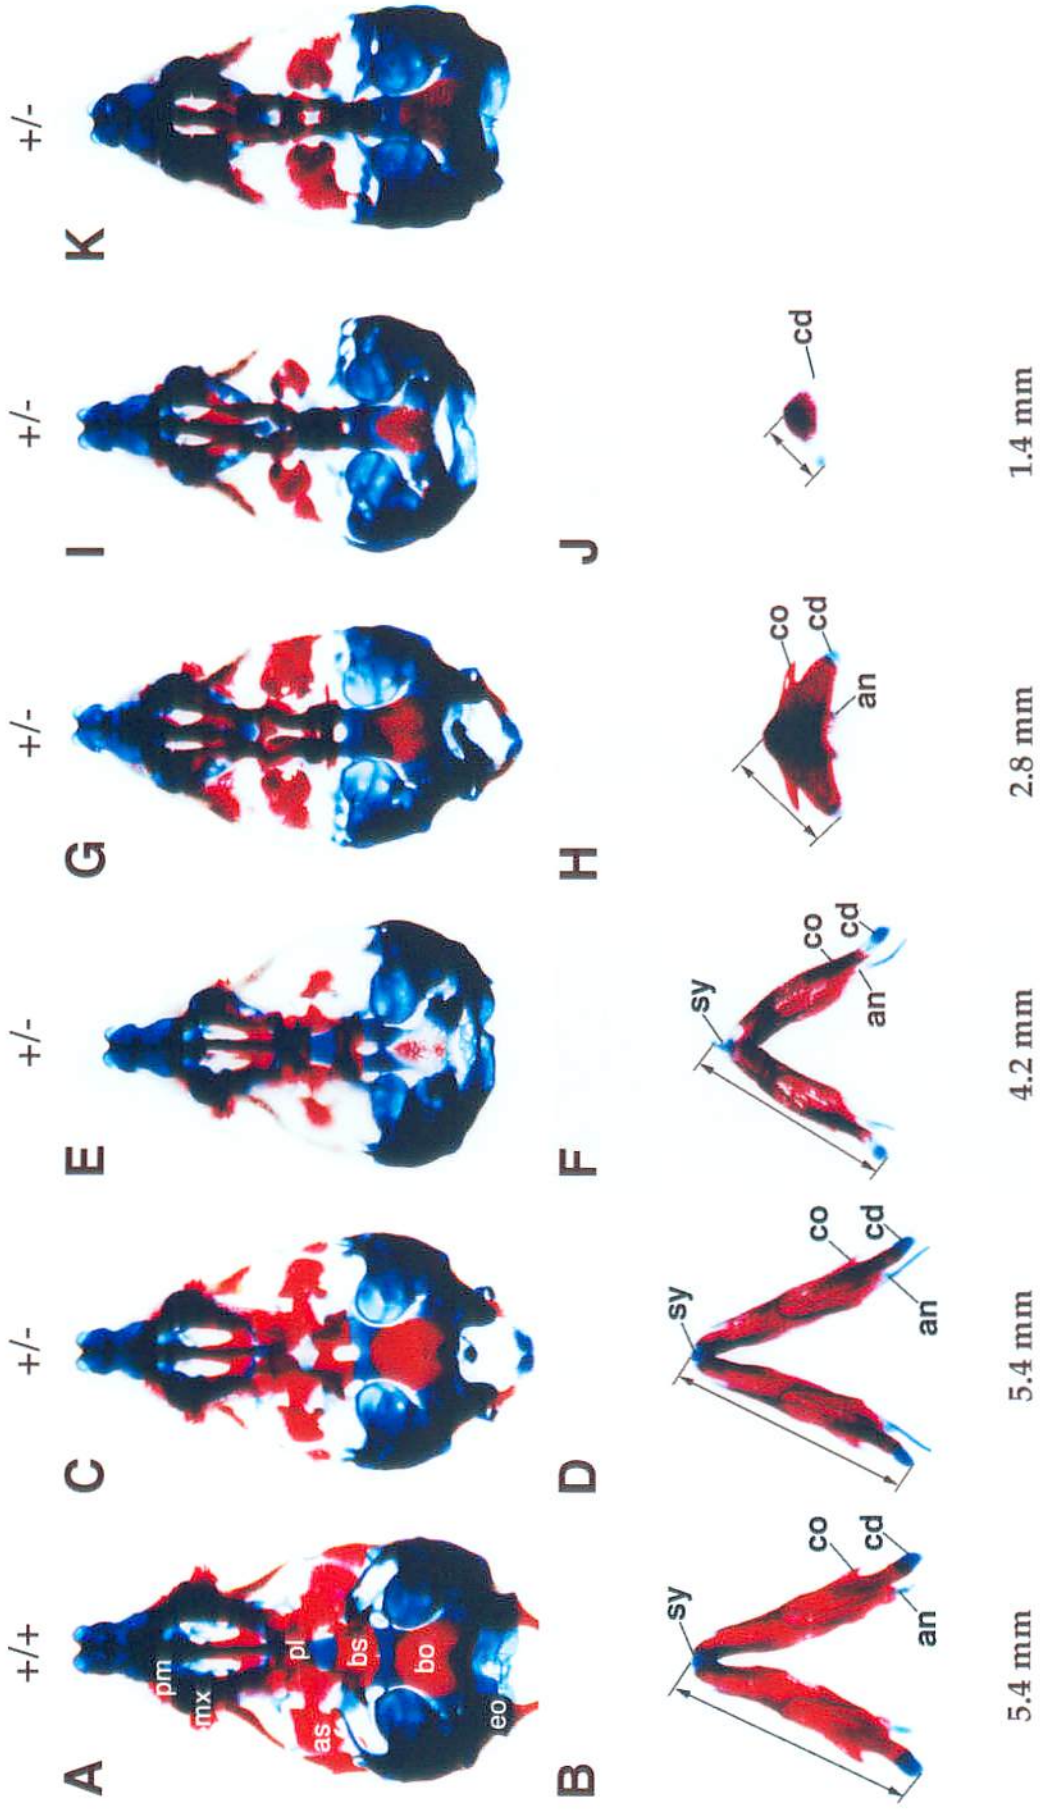 +/+
+/-
+/-
+/-
+/-
+/-
A
C
E
G
I
K
pm
mx
pl
as
bs
bo
eo
B
D
F
H
J
sy
co
cd
an
sy
co
cd
an
sy
co
cd
an
co
cd
an
cd
5.4 mm
5.4 mm
4.2 mm
2.8 mm
1.4 mm